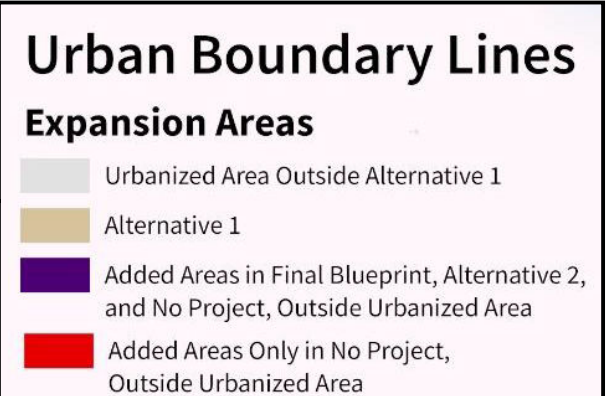 Urban Boundary Lines
Expansion Areas
Urbanized Area Outside Alternative 1
Alternative 1
Added Areas in Final Blueprint, Alternative 2,
and No Project, Outside Urbanized Area
Added Areas Only in No Project,
Outside Urbanized Area